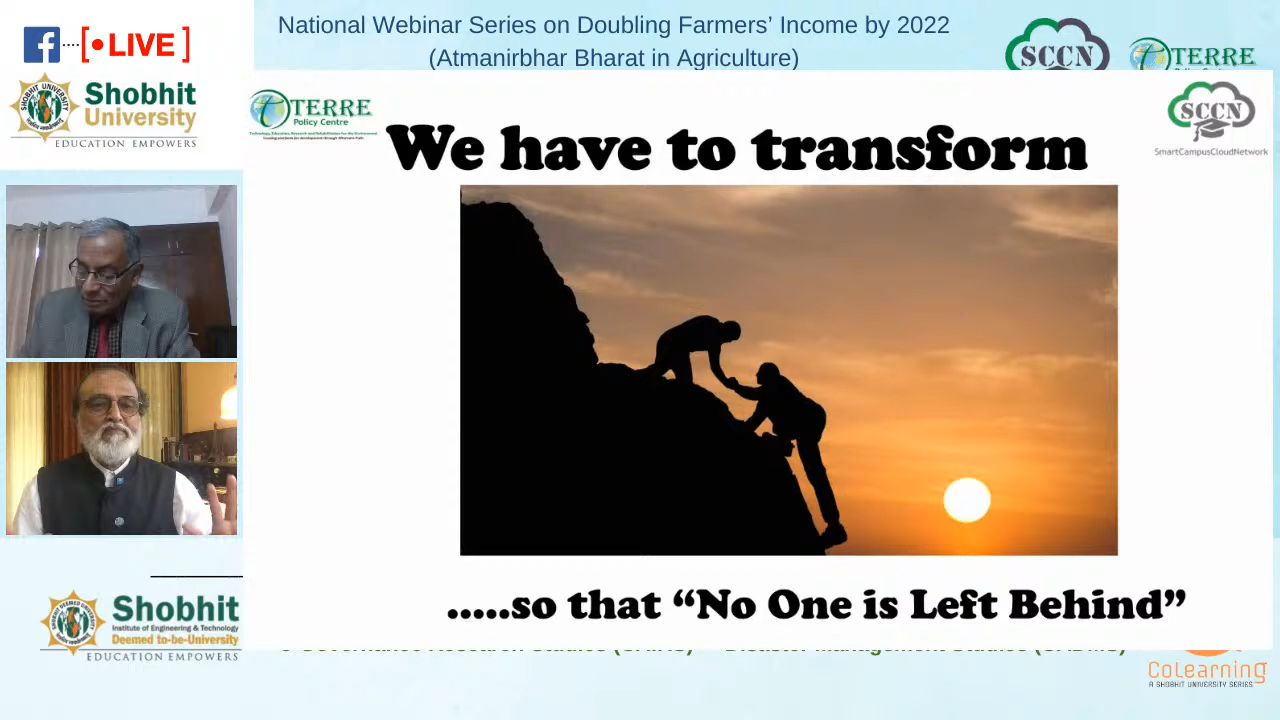 National Webinar Series on Doubling Farmers' Income by 2022
(Atmanirbhar Bharat in Agriculture)
LIVE
SCCN
TERRE
Shobhit
University
EDUCATION EMPOWERS
TERRE
Policy Centre
SCCN
SmartCampusCloudNetwork
We have to transform
.....so that “No One is Left Behind”
Shobhit
Institute of Engineering & Technology
Deemed to-be-University
EDUCATION EMPOWERS
CoLearning
A SHOBHIT UNIVERSITY SERIES